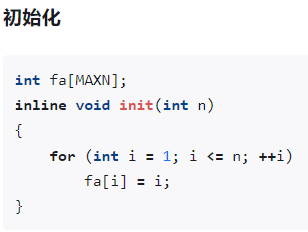 初始化
int fa[MAXN];
inline void init(int n)
{
    for (int i = 1; i <= n; ++i)
        fa[i] = i;
}